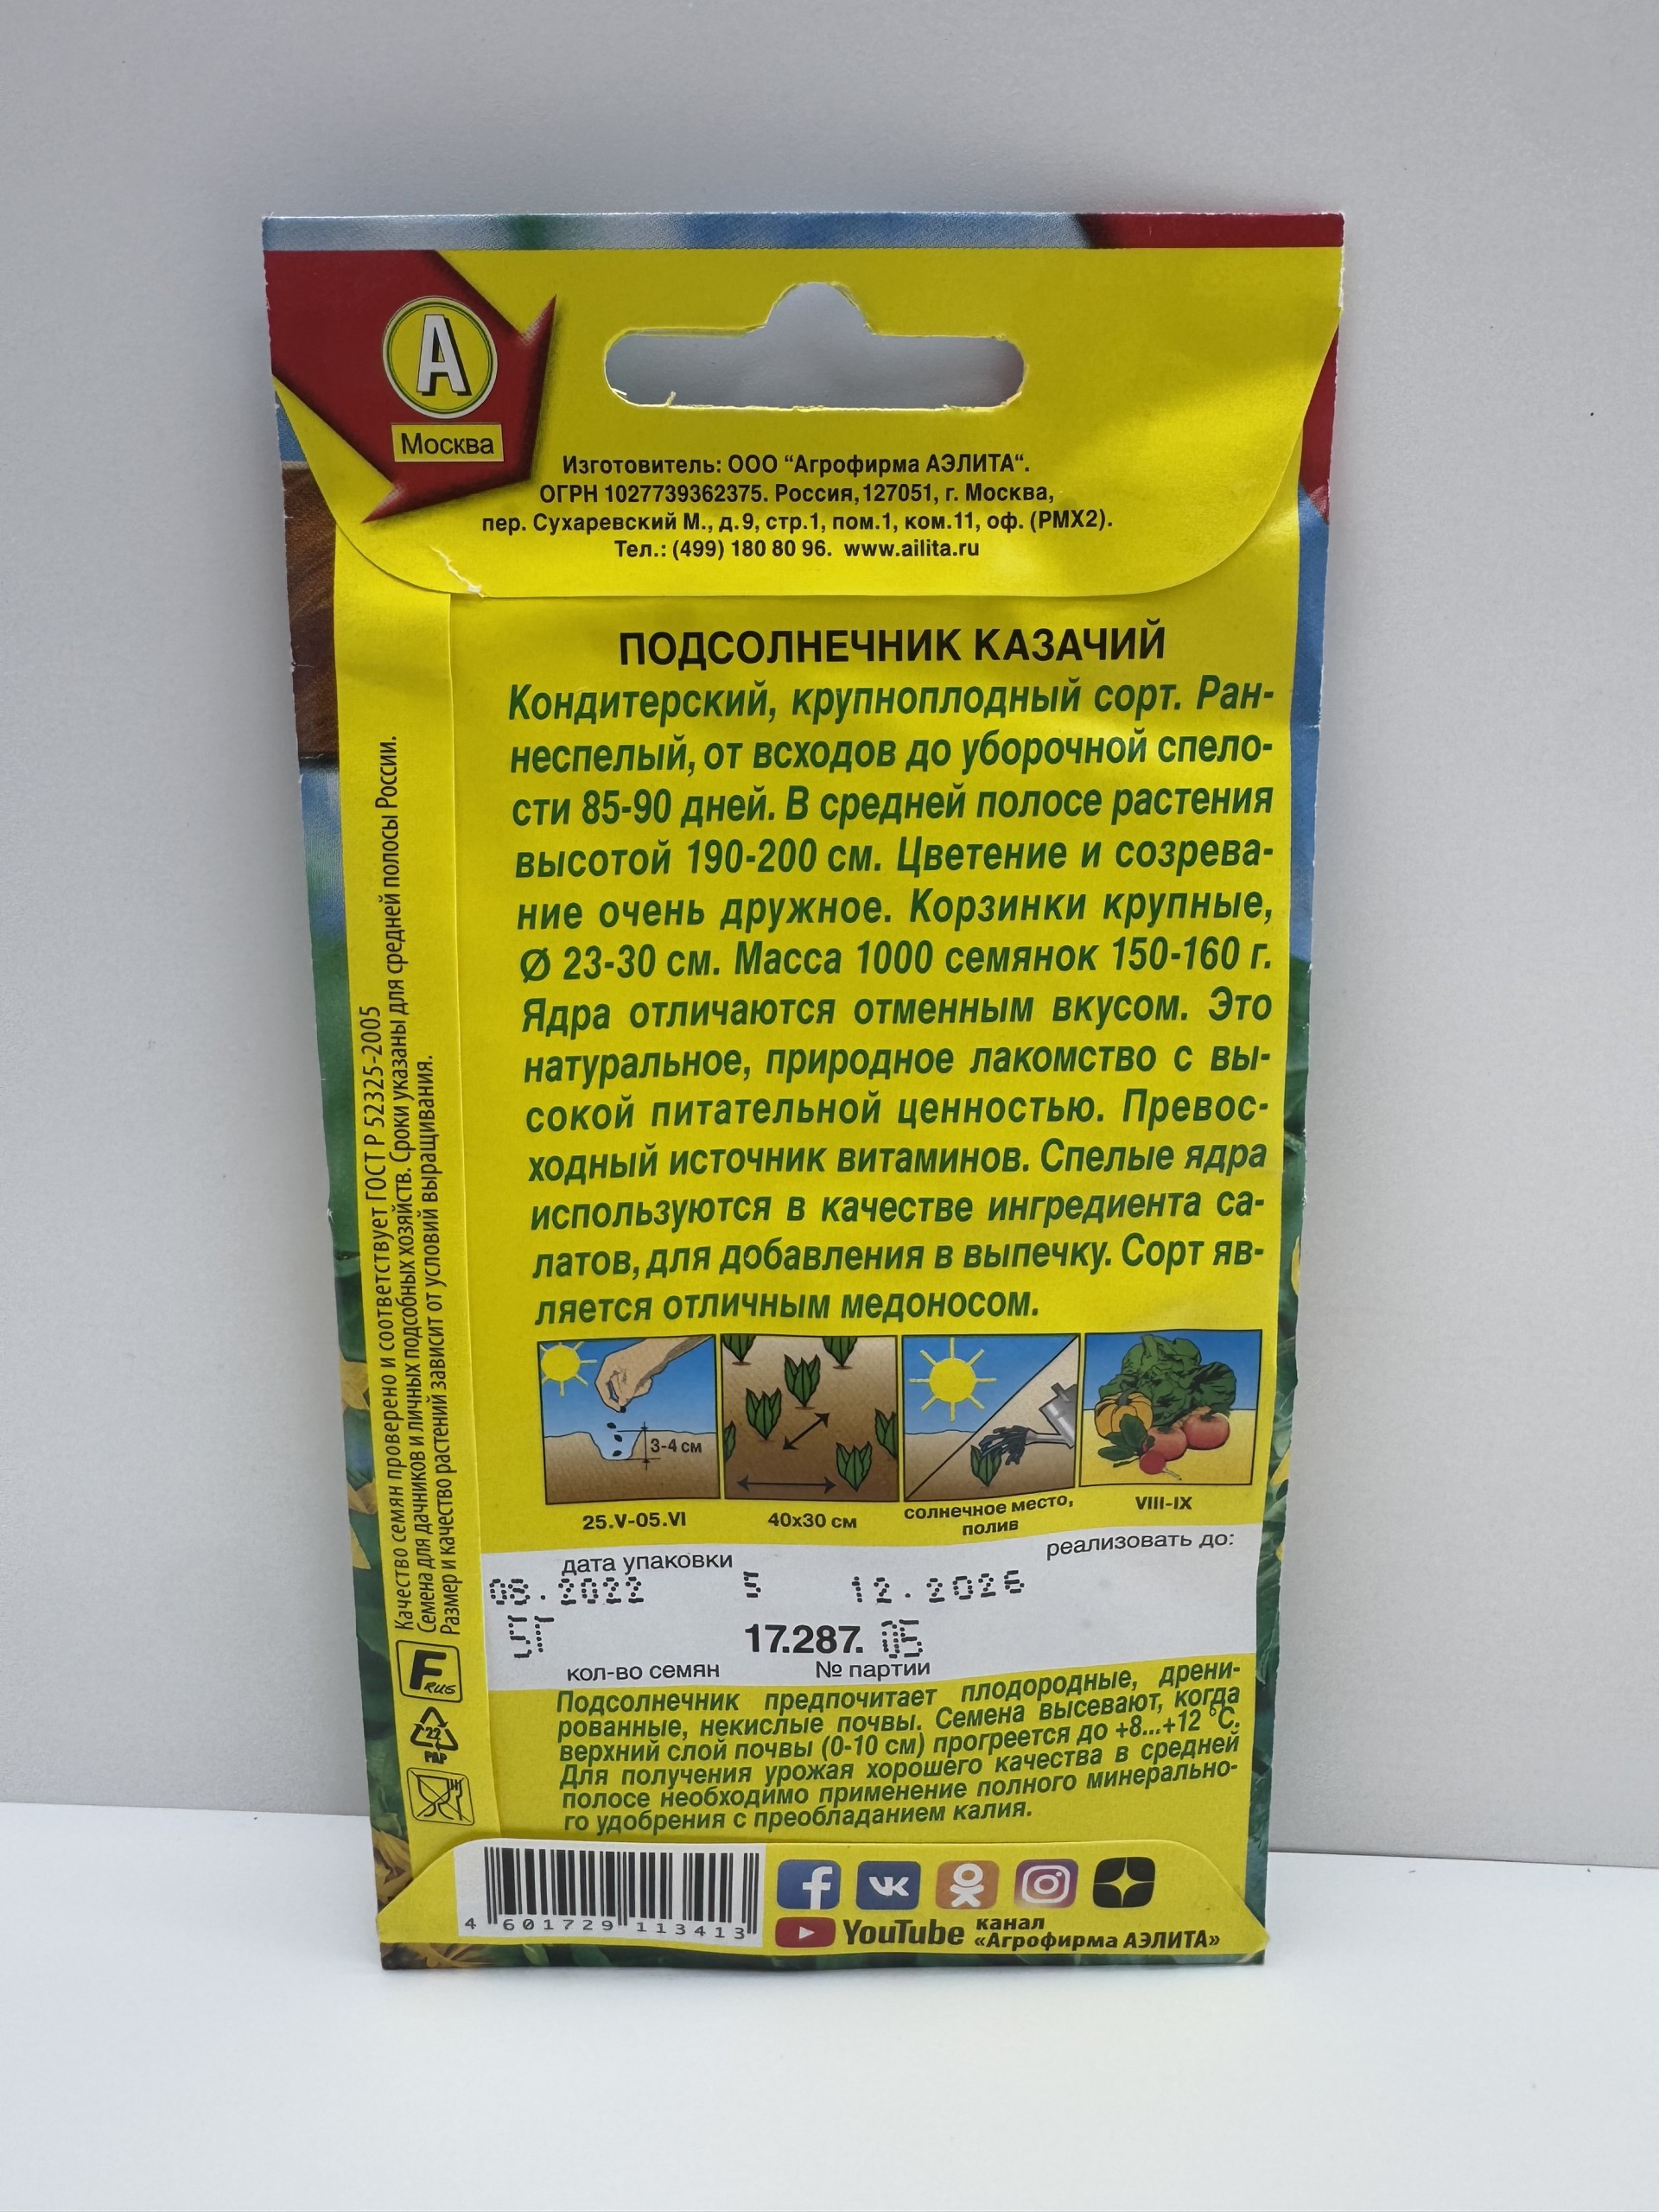 А
Москва
Изготовитель: ООО “Агрофирма АЭЛИТА“.
ОГРН 1027739362375. Россия, 127051, г. Москва,
пер. Сухаревский М., д.9, стр.1, пом.1, ком.11, оф. (РМХ2).
Тел.: (499) 180 80 96. www.ailita.ru
ПОДСОЛНЕЧНИК КАЗАЧИЙ
Кондитерский, крупноплодный сорт. Ран-
неспелый, от всходов до уборочной спело-
сти 85-90 дней. В средней полосе растения
высотой 190-200 см. Цветение и созрева-
ние очень дружное. Корзинки крупные,
Ø 23-30 см. Масса 1000 семянок 150-160 г.
Ядра отличаются отменным вкусом. Это
натуральное, природное лакомство с вы-
сокой питательной ценностью. Превос-
ходный источник витаминов. Спелые ядра
используются в качестве ингредиента са-
латов, для добавления в выпечку. Сорт яв-
ляется отличным медоносом.
Качество семян проверено и соответствует ГОСТ Р 52325-2005
Семена для дачников и личных подсобных хозяйств. Сроки указаны для средней полосы России.
Размер и качество растений зависит от условий выращивания.
3-4 см
25.V-05.VI
40х30 см
солнечное место,
полив
VIII-IX
дата упаковки
реализовать до:
08.2022 5 12.2026
5Г 17.287. 05
кол-во семян № партии
F RUS
22
PAP
Подсолнечник предпочитает плодородные, дрени-
рованные, некислые почвы. Семена высевают, когда
верхний слой почвы (0-10 см) прогреется до +8...+12 °С.
Для получения урожая хорошего качества в средней
полосе необходимо применение полного минерально-
го удобрения с преобладанием калия.
4 601729 113413
YouTube канал
«Агрофирма АЭЛИТА»